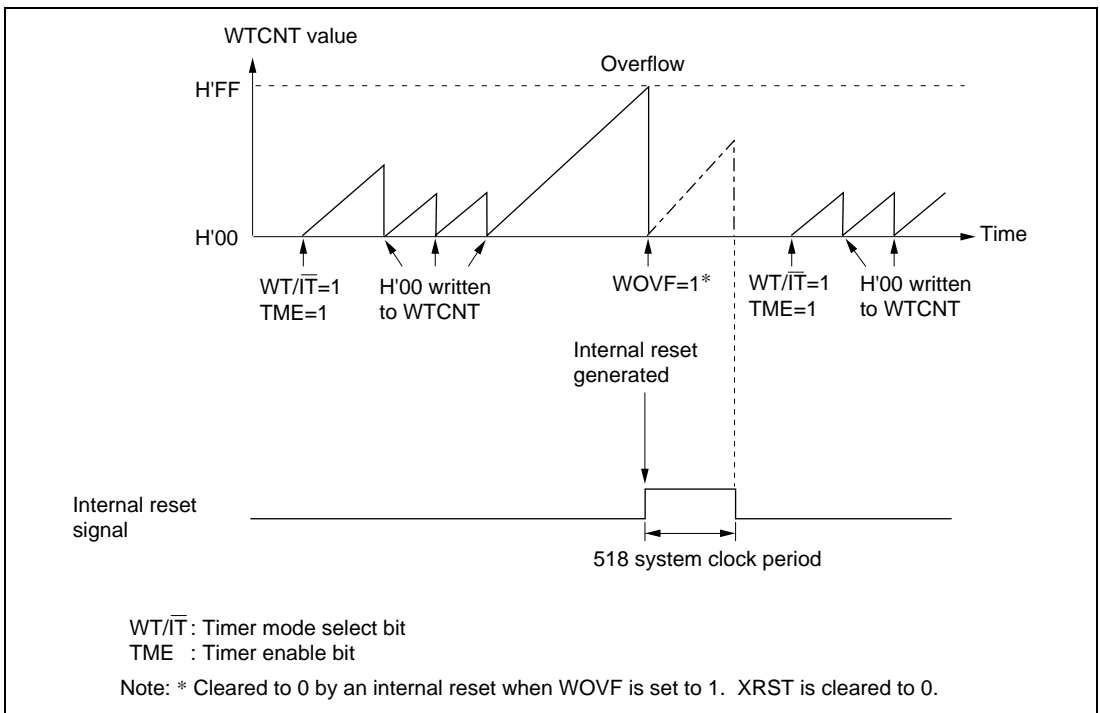 WTCNT value
Overflow
H'FF
H'00
Time
WT/I̅T̅=1
TME=1
H'00 written
to WTCNT
WOVF=1*
WT/I̅T̅=1
TME=1
H'00 written
to WTCNT
Internal reset
generated
Internal reset
signal
518 system clock period
WT/I̅T̅ : Timer mode select bit
TME : Timer enable bit
Note: * Cleared to 0 by an internal reset when WOVF is set to 1. XRST is cleared to 0.